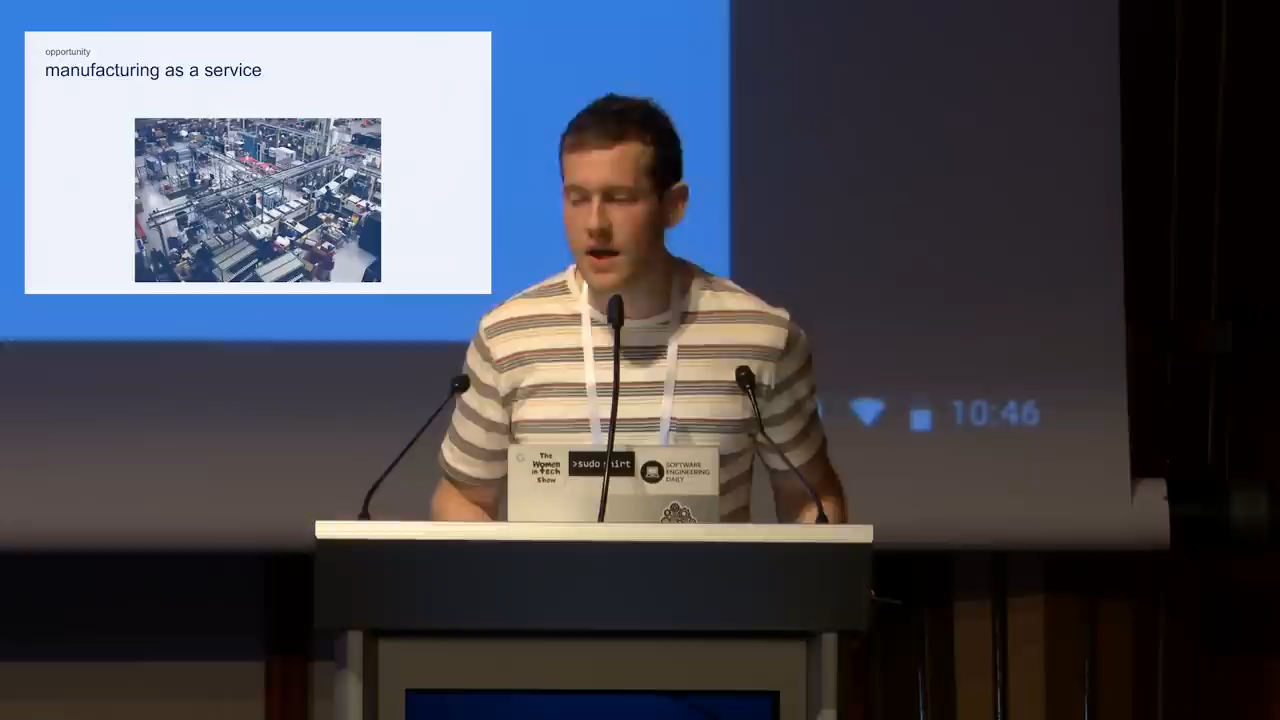 opportunity
manufacturing as a service
10:46
The
Women
in tech
Show
>sudo
SOFTWARE
ENGINEERING
DAILY